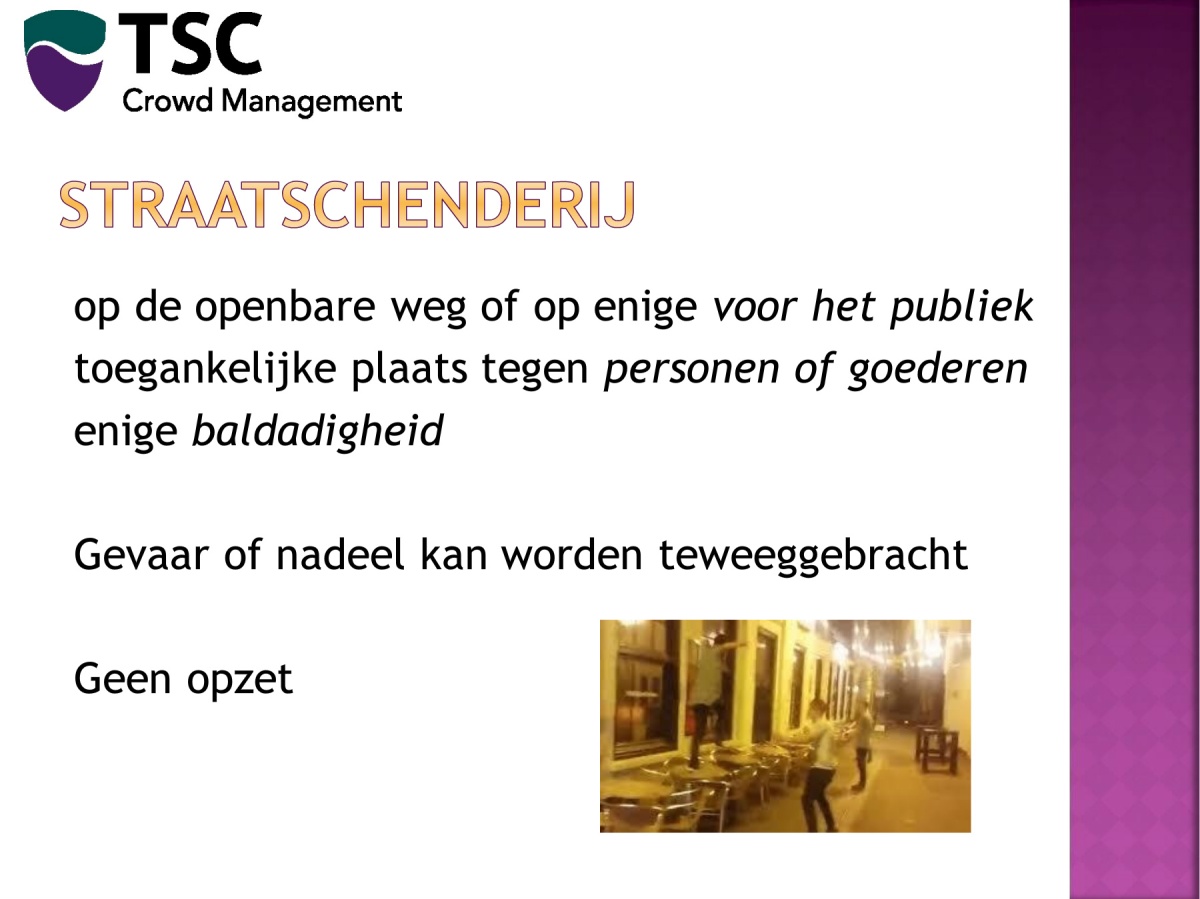 TSC
Crowd Management
STRAATSCHENDERIJ
op de openbare weg of op enige voor het publiek
toegankelijke plaats tegen personen of goederen
enige baldadigheid
Gevaar of nadeel kan worden teweeggebracht
Geen opzet